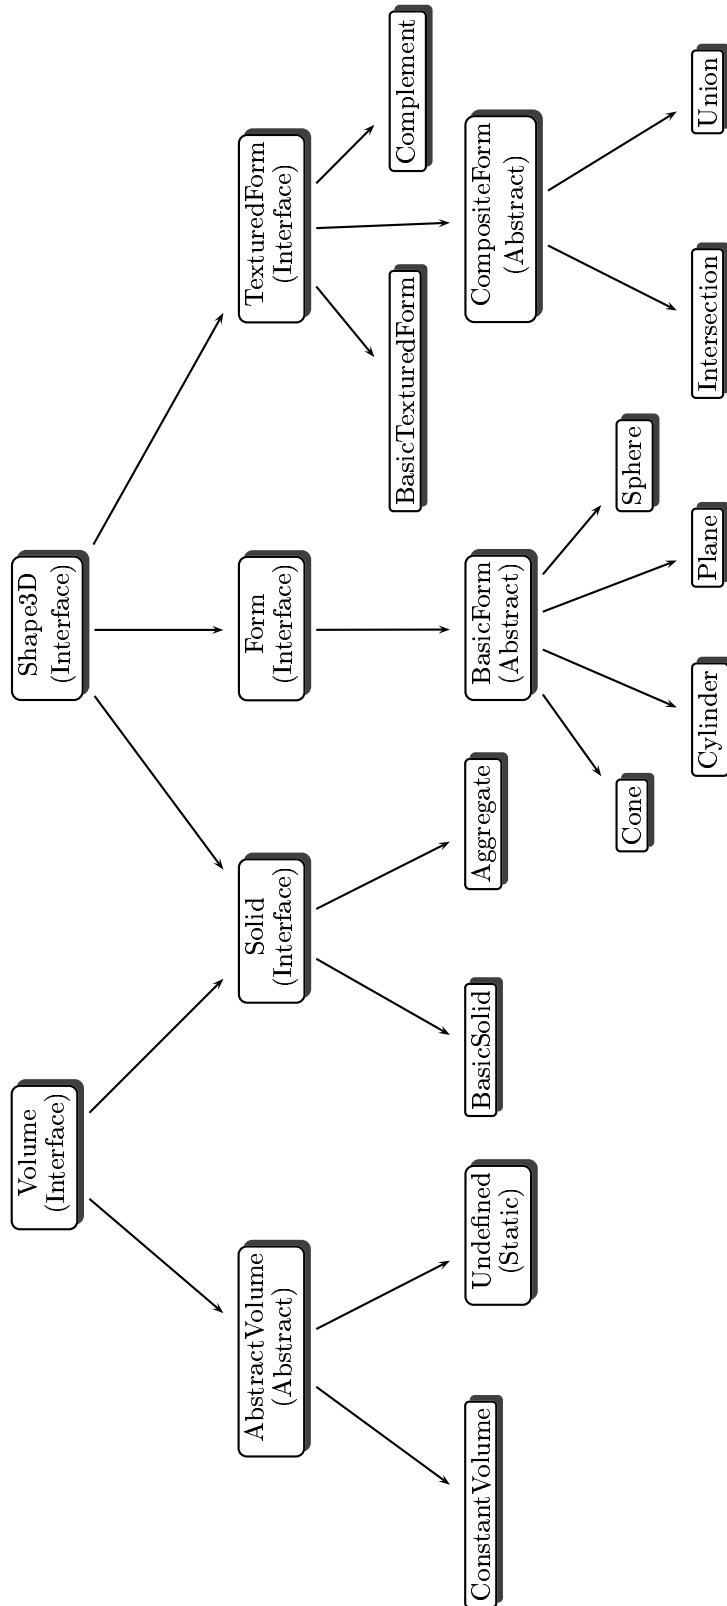 Volume
(Interface)
Shape3D
(Interface)
AbstractVolume
(Abstract)
Solid
(Interface)
Form
(Interface)
TexturedForm
(Interface)
BasicTexturedForm
Complement
ConstantVolume
Undefined
(Static)
BasicSolid
Aggregate
BasicForm
(Abstract)
CompositeForm
(Abstract)
Cone
Sphere
Cylinder
Plane
Intersection
Union